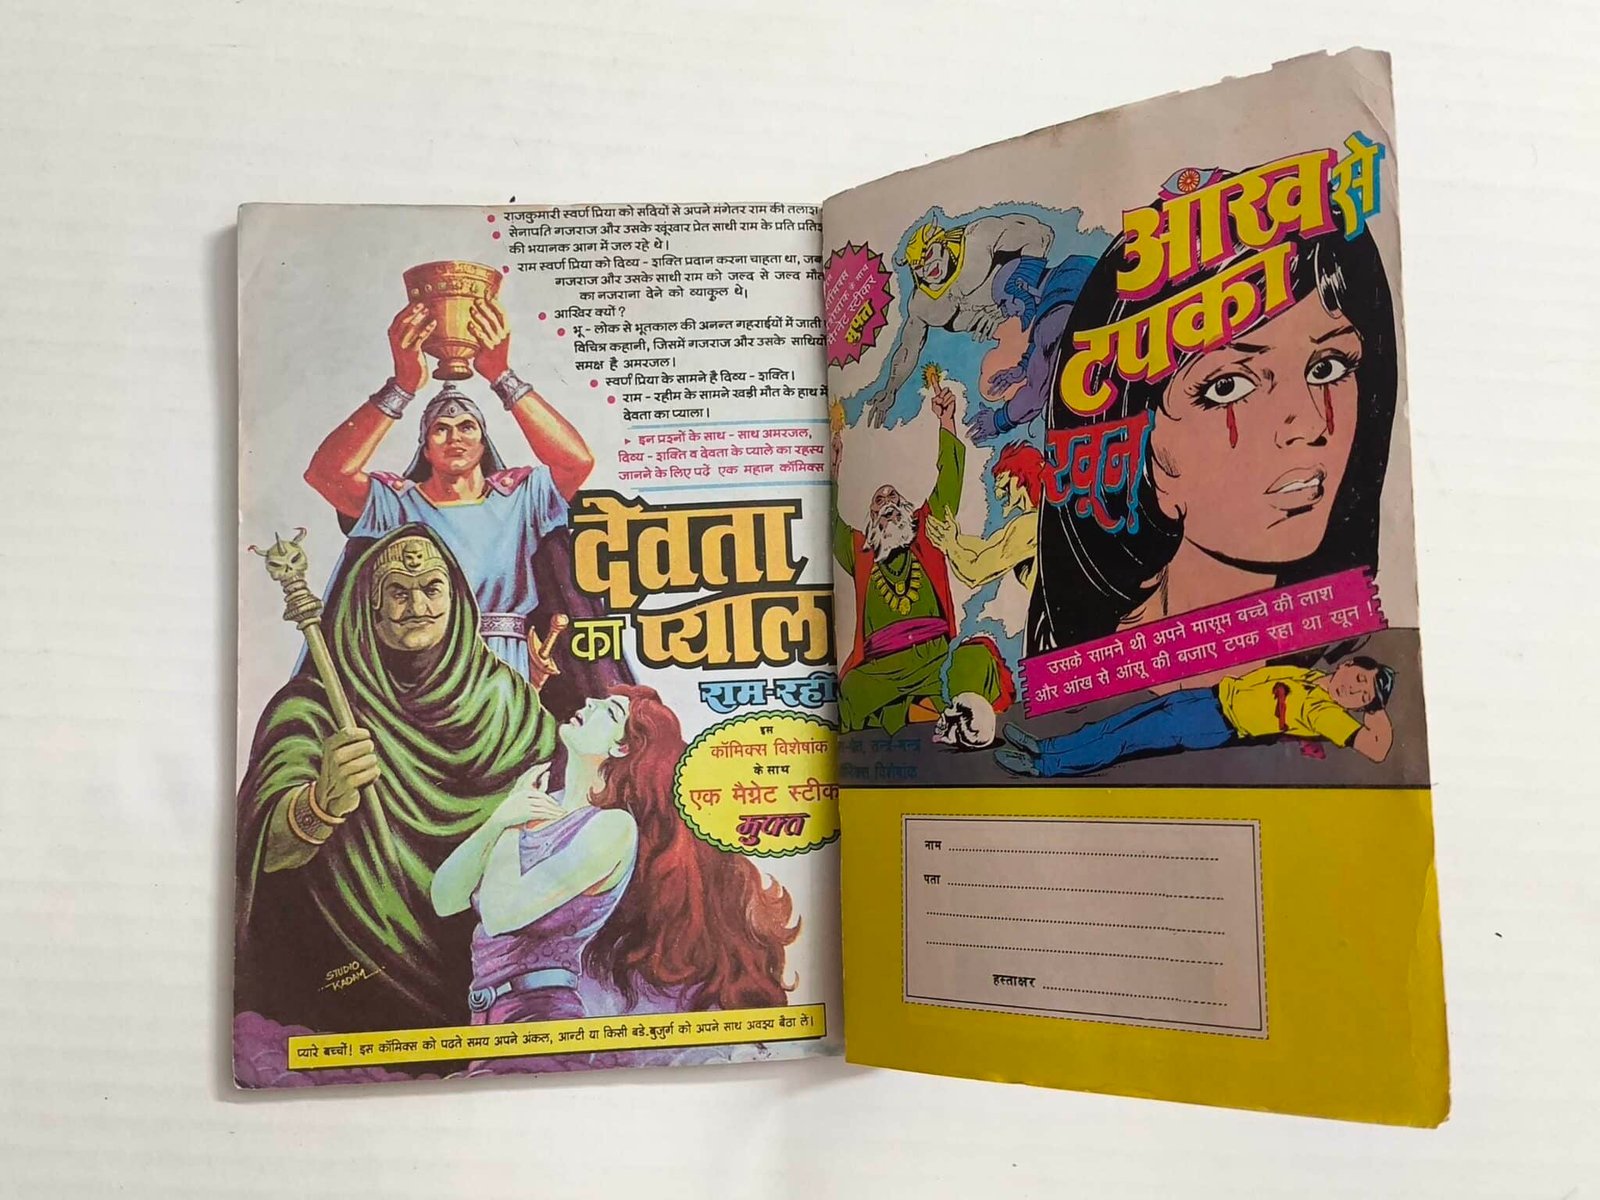 राजकुमारी स्वर्ण प्रिया को सदियों से अपने मंगेतर राम की तलाश
सेनापति गजराज और उसके खूंखार प्रेत साथी राम के प्रति
की भयानक आग में जल रहे थे।
राम स्वर्ण प्रिया को दिव्य - शक्ति प्रदान करना चाहता था, जब
गजराज और उसके साथी राम को जल्द से जल्द मौत
का नजराना देने को व्याकूल थे।
आखिर क्यों ?
भू - लोक से भूतकाल की अनन्त गहराईयों में जाती
विचित्र कहानी, जिसमें गजराज और उसके साथियों
समक्ष है अमरजल।
स्वर्ण प्रिया के सामने है दिव्य - शक्ति।
राम - रहीम के सामने खड़ी मौत के हाथ में
देवता का प्याला।
इन प्रश्नों के साथ - साथ अमरजल,
दिव्य - शक्ति व देवता के प्याले का रहस्य
जानने के लिए पढ़ें एक महान कॉमिक्स
देवता
का प्याला
राम-रही
इस
कॉमिक्स विशेषांक
के साथ
एक मैग्नेट स्टीक
मुफ्त
STUDIO
KADAM
प्यारे बच्चों! इस कॉमिक्स को पढते समय अपने अंकल, आन्टी या किसी बडे-बुजुर्ग को अपने साथ अवश्य बैठा लें।
आंख से
टपका
खून!
के साथ
मैग्नेट स्टीकर
मुफ्त
उसके सामने थी अपने मासूम बच्चे की लाश
और आंख से आंसू की बजाए टपक रहा था खून !
तन्त्र-मन्त्र
विशेषांक
नाम
पता
हस्ताक्षर